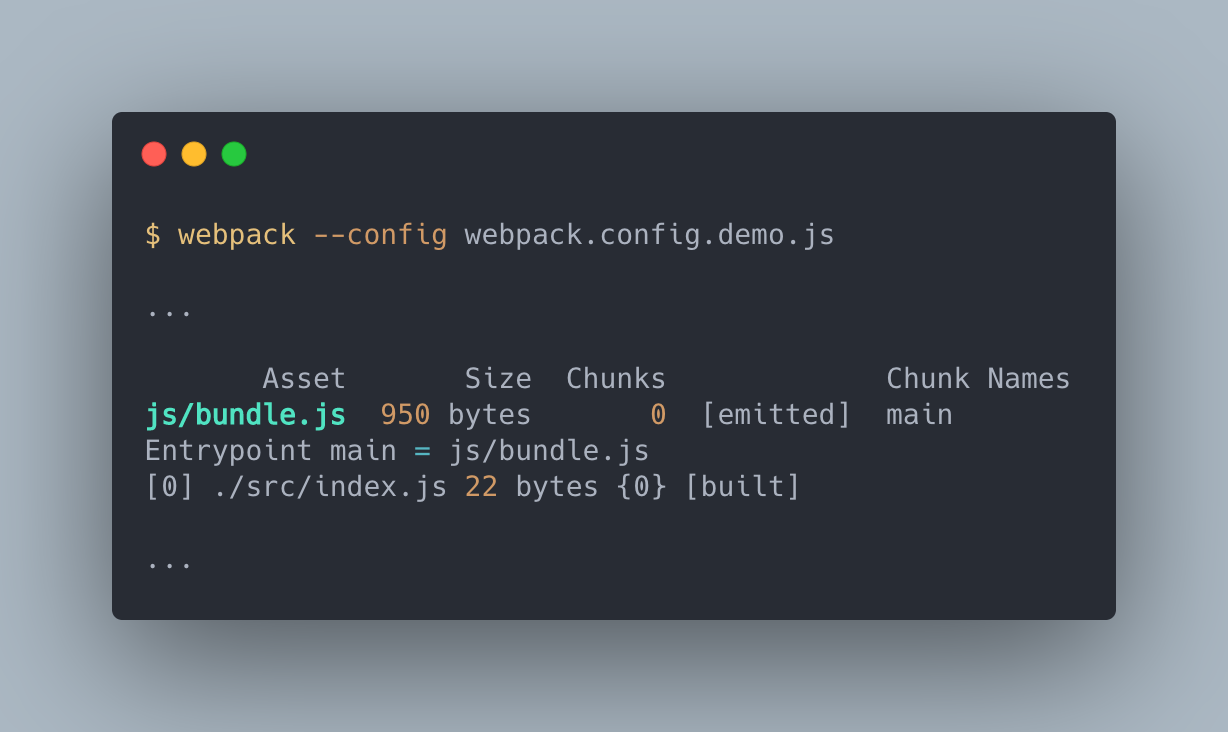 $ webpack --config webpack.config.demo.js
...
Asset Size Chunks Chunk Names
js/bundle.js 950 bytes 0 [emitted] main
Entrypoint main = js/bundle.js
[0] ./src/index.js 22 bytes {0} [built]
...